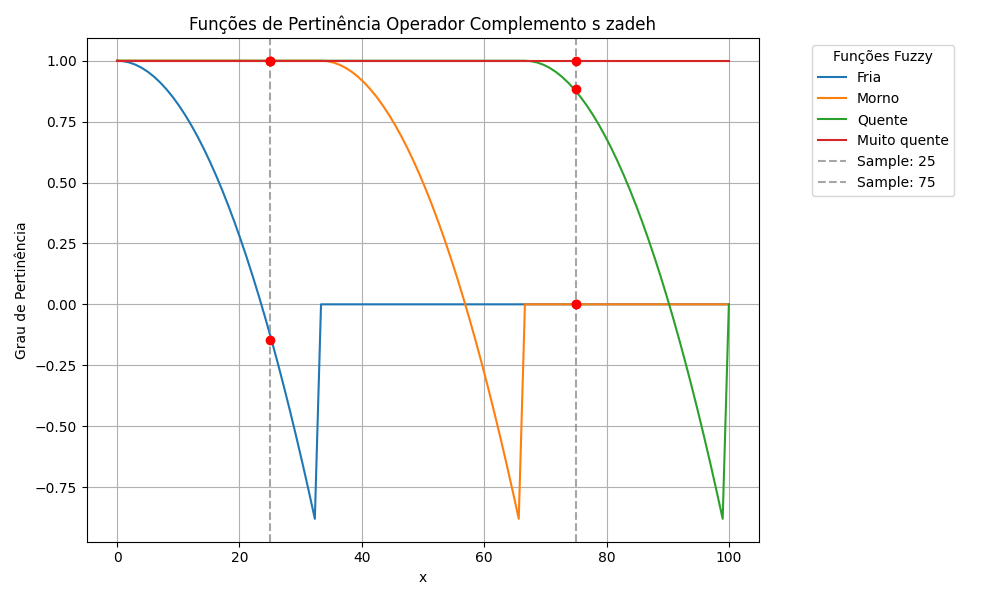 Funções de Pertinência Operador Complemento s zadeh
Grau de Pertinência
1.00
0.75
0.50
0.25
0.00
−0.25
−0.50
−0.75
0
20
40
60
80
100
x
Funções Fuzzy
Fria
Morno
Quente
Muito quente
Sample: 25
Sample: 75